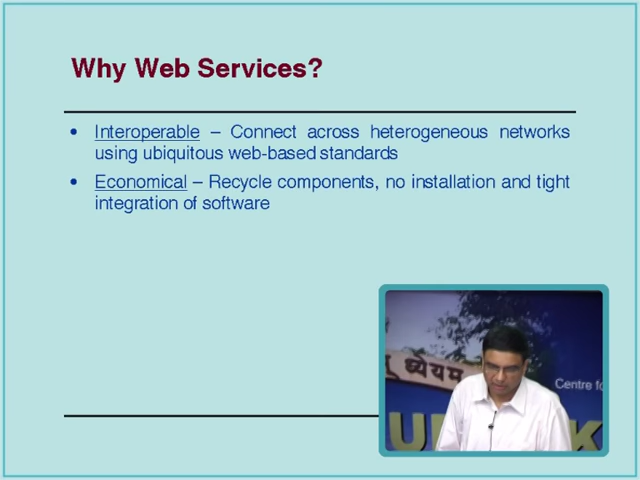 Why Web Services?
• Interoperable – Connect across heterogeneous networks
using ubiquitous web-based standards
• Economical – Recycle components, no installation and tight
integration of software
ध्येयम
Centre fo